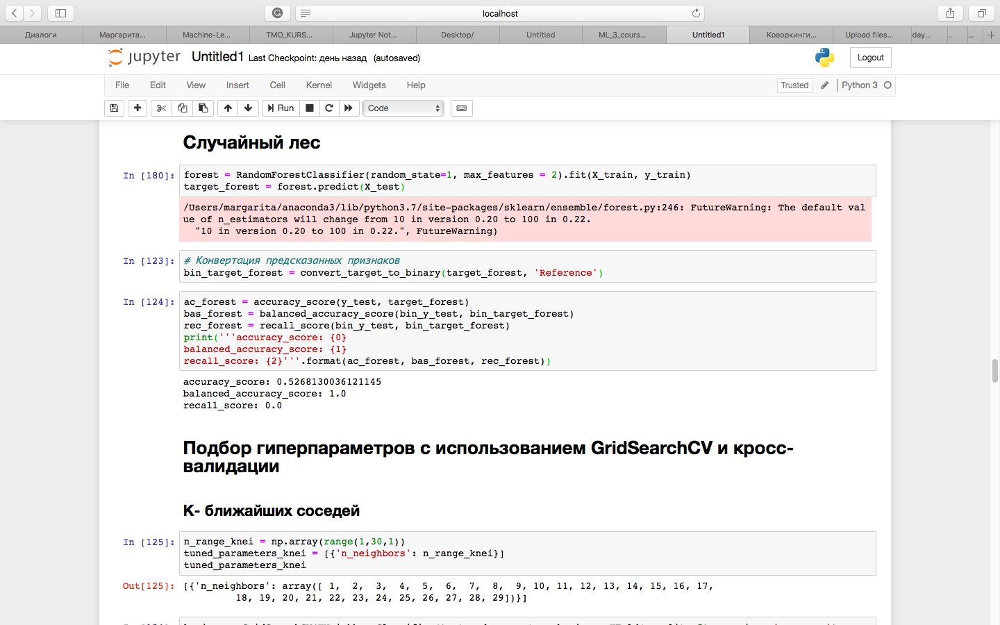 localhost
Диалоги
Маргарита...
Machine-Le...
TMO_KURS...
Jupyter Not...
Desktop/
Untitled
ML_3_cours...
Untitled1
Коворкинги...
Upload files...
day...
..
...
jupyter Untitled1 Last Checkpoint: день назад (autosaved)
Logout
File Edit View Insert Cell Kernel Widgets Help
Trusted
Python 3
Run
Code
Случайный лес
In [180]: forest = RandomForestClassifier(random_state=1, max_features = 2).fit(X_train, y_train)
target_forest = forest.predict(X_test)
/Users/margarita/anaconda3/lib/python3.7/site-packages/sklearn/ensemble/forest.py:246: FutureWarning: The default val
ue of n_estimators will change from 10 in version 0.20 to 100 in 0.22.
"10 in version 0.20 to 100 in 0.22.", FutureWarning)
In [123]: # Конвертация предсказанных признаков
bin_target_forest = convert_target_to_binary(target_forest, 'Reference')
In [124]: ac_forest = accuracy_score(y_test, target_forest)
bas_forest = balanced_accuracy_score(bin_y_test, bin_target_forest)
rec_forest = recall_score(bin_y_test, bin_target_forest)
print('''accuracy_score: {0}
balanced_accuracy_score: {1}
recall_score: {2}'''.format(ac_forest, bas_forest, rec_forest))
accuracy_score: 0.5268130036121145
balanced_accuracy_score: 1.0
recall_score: 0.0
Подбор гиперпараметров с использованием GridSearchCV и кросс-
валидации
К- ближайших соседей
In [125]: n_range_knei = np.array(range(1,30,1))
tuned_parameters_knei = [{'n_neighbors': n_range_knei}]
tuned_parameters_knei
Out[125]: [{'n_neighbors': array([ 1, 2, 3, 4, 5, 6, 7, 8, 9, 10, 11, 12, 13, 14, 15, 16, 17,
18, 19, 20, 21, 22, 23, 24, 25, 26, 27, 28, 29])}]